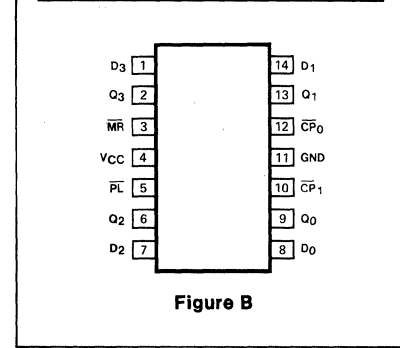 D3 1 14 D1
Q3 2 13 Q1
MR 3 12 CP0
VCC 4 11 GND
PL 5 10 CP1
Q2 6 9 Q0
D2 7 8 D0
Figure B